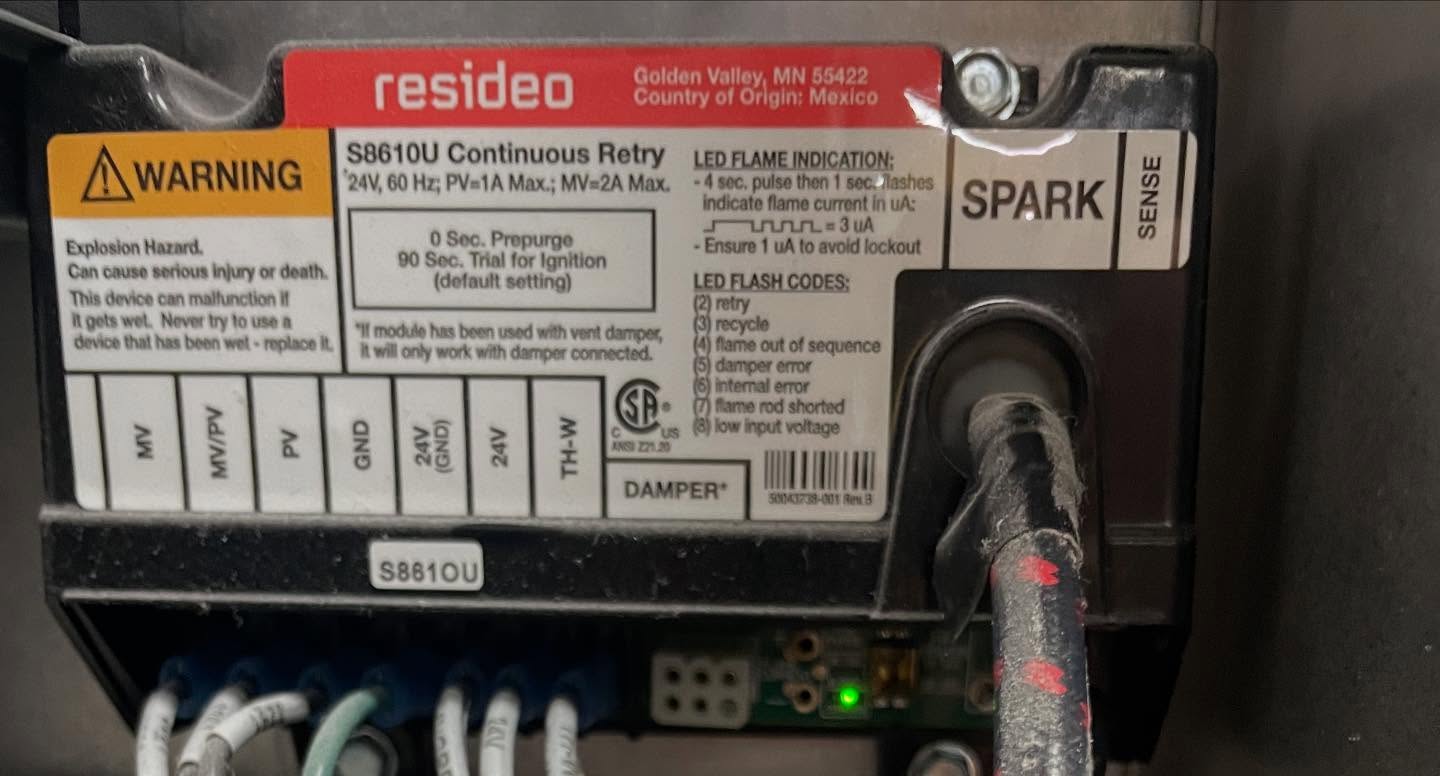 resideo
Golden Valley, MN 55422
Country of Origin: Mexico
WARNING
Explosion Hazard.
Can cause serious injury or death.
This device can malfunction if
it gets wet. Never try to use a
device that has been wet - replace it.
S8610U Continuous Retry
24V, 60 Hz; PV=1A Max.; MV=2A Max.
0 Sec. Prepurge
90 Sec. Trial for Ignition
(default setting)
*If module has been used with vent damper,
it will only work with damper connected.
LED FLAME INDICATION:
- 4 sec. pulse then 1 sec. flashes
indicate flame current in uA:
= 3 uA
- Ensure 1 uA to avoid lockout
LED FLASH CODES:
(2) retry
(3) recycle
(4) flame out of sequence
(5) damper error
(6) internal error
(7) flame rod shorted
(8) low input voltage
SPARK
SENSE
MV
MV/PV
PV
GND
24V
(GND)
24V
TH-W
SA
C US
ANSI Z21.20
DAMPER*
50043738-001 Rev.B
S8610U